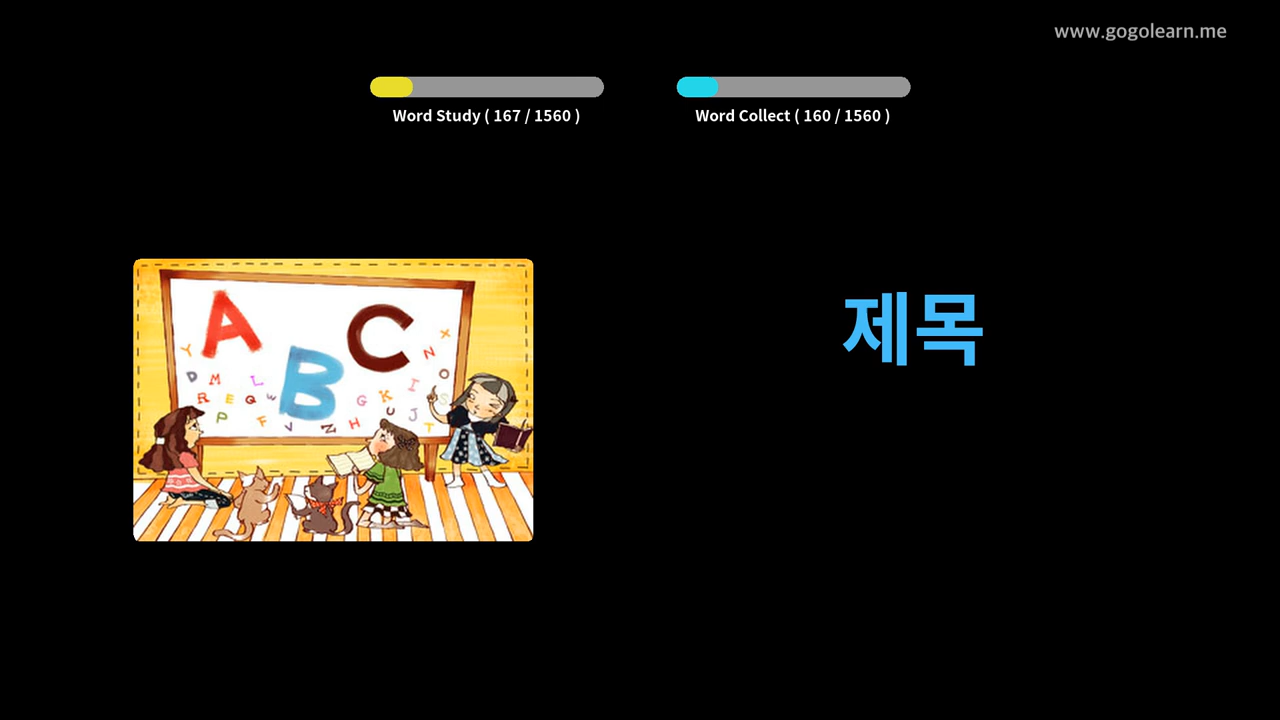 www.gogolearn.me
Word Study ( 167 / 1560 )
Word Collect ( 160 / 1560 )
A
B
C
Y
X
N
D
M
L
O
I
R
E
Q
W
G
K
S
P
F
V
Z
H
U
J
T
제목